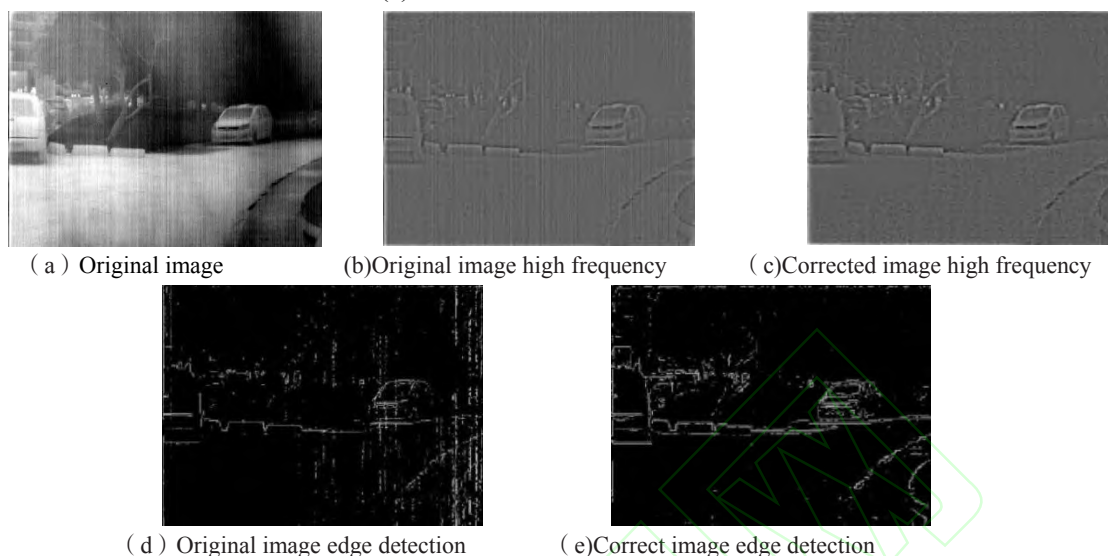 （a）Original image
(b)Original image high frequency
（c)Corrected image high frequency
（d）Original image edge detection
（e)Correct image edge detection